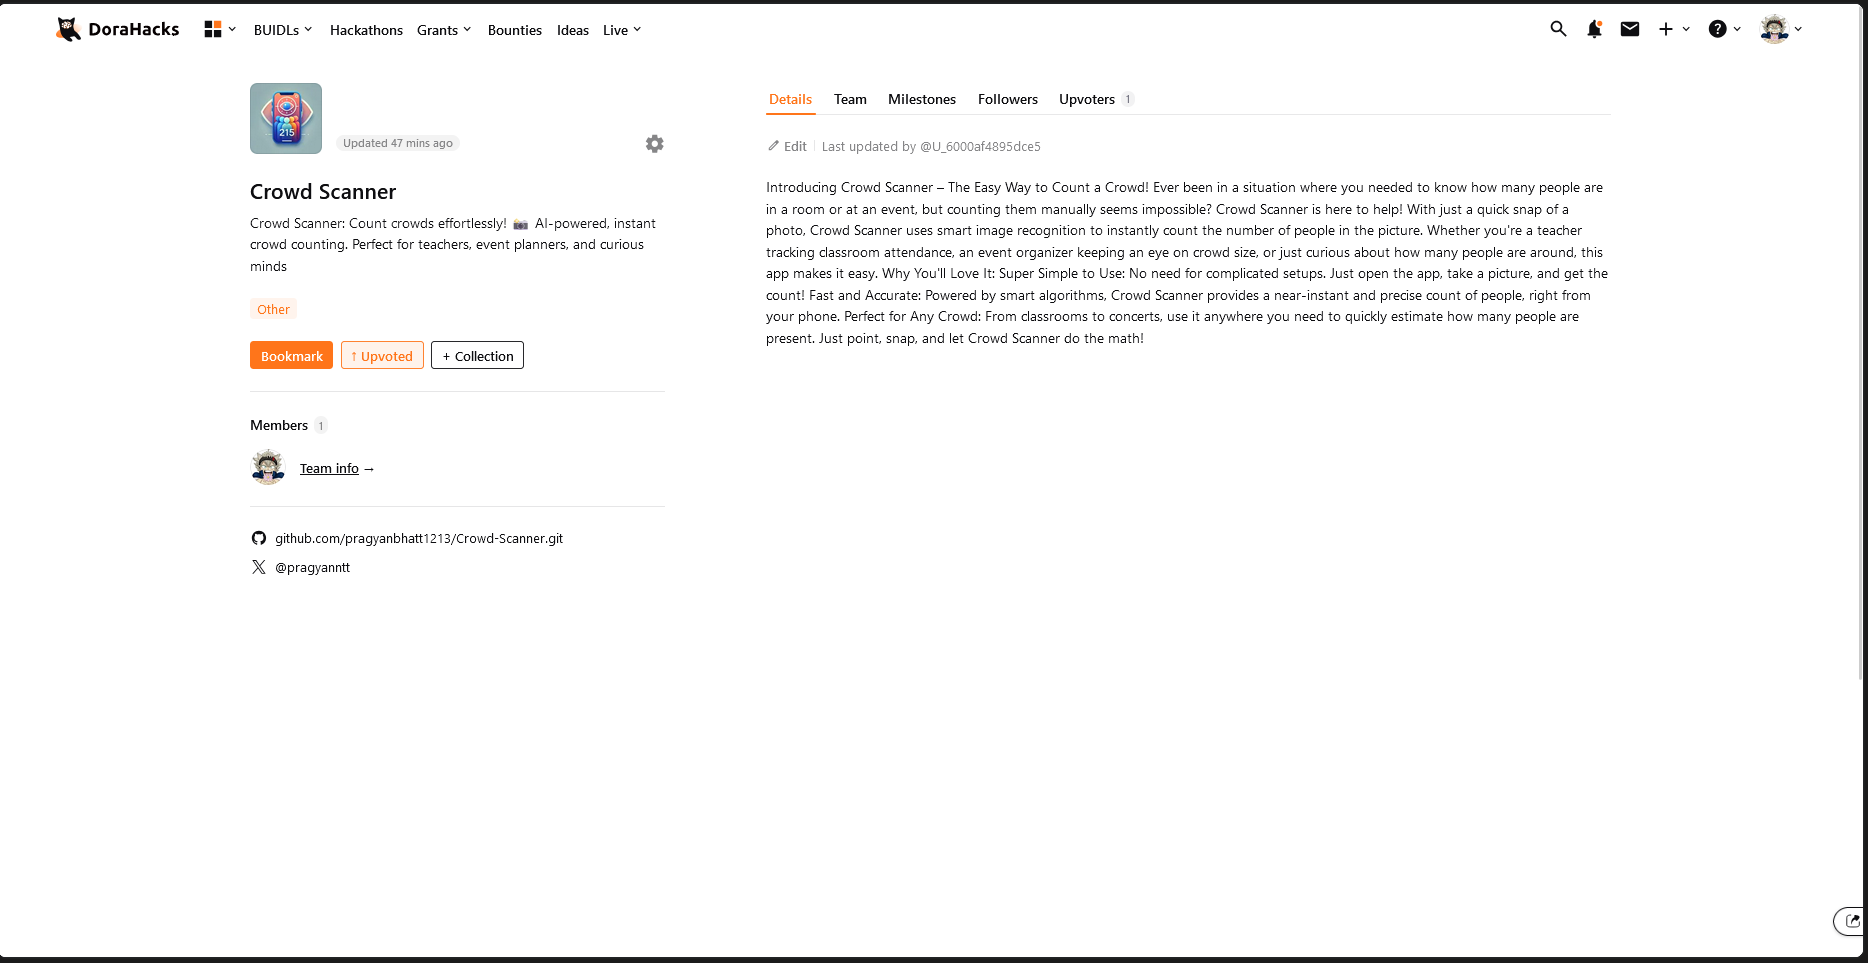 DoraHacks BUIDLs Hackathons Grants Bounties Ideas Live
215
Updated 47 mins ago
Crowd Scanner
Crowd Scanner: Count crowds effortlessly! 📸 AI-powered, instant
crowd counting. Perfect for teachers, event planners, and curious
minds
Other
Bookmark ↑ Upvoted + Collection
Members 1
Team info →
github.com/pragyanbhatt1213/Crowd-Scanner.git
@pragyanntt
Details Team Milestones Followers Upvoters 1
Edit Last updated by @U_6000af4895dce5
Introducing Crowd Scanner – The Easy Way to Count a Crowd! Ever been in a situation where you needed to know how many people are
in a room or at an event, but counting them manually seems impossible? Crowd Scanner is here to help! With just a quick snap of a
photo, Crowd Scanner uses smart image recognition to instantly count the number of people in the picture. Whether you're a teacher
tracking classroom attendance, an event organizer keeping an eye on crowd size, or just curious about how many people are around, this
app makes it easy. Why You'll Love It: Super Simple to Use: No need for complicated setups. Just open the app, take a picture, and get the
count! Fast and Accurate: Powered by smart algorithms, Crowd Scanner provides a near-instant and precise count of people, right from
your phone. Perfect for Any Crowd: From classrooms to concerts, use it anywhere you need to quickly estimate how many people are
present. Just point, snap, and let Crowd Scanner do the math!